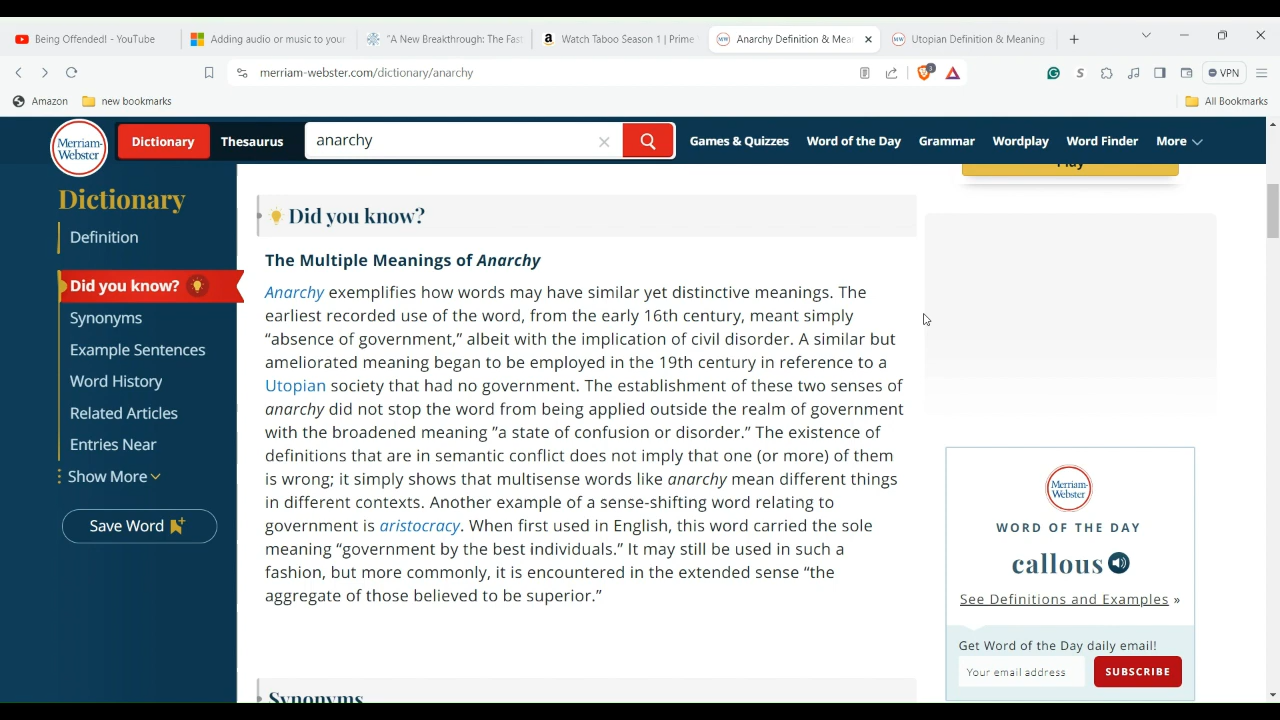 Being Offended! - YouTube
Adding audio or music to your
"A New Breakthrough: The Fast
Watch Taboo Season 1 | Prime
Anarchy Definition & Mea
Utopian Definition & Meaning
merriam-webster.com/dictionary/anarchy
3
VPN
Amazon
new bookmarks
All Bookmarks
Merriam-
Webster
Dictionary
Thesaurus
anarchy
Games & Quizzes
Word of the Day
Grammar
Wordplay
Word Finder
More
Play
Dictionary
Definition
Did you know?
Synonyms
Example Sentences
Word History
Related Articles
Entries Near
Show More
Save Word
Did you know?
The Multiple Meanings of Anarchy
Anarchy exemplifies how words may have similar yet distinctive meanings. The
earliest recorded use of the word, from the early 16th century, meant simply
“absence of government,” albeit with the implication of civil disorder. A similar but
ameliorated meaning began to be employed in the 19th century in reference to a
Utopian society that had no government. The establishment of these two senses of
anarchy did not stop the word from being applied outside the realm of government
with the broadened meaning ”a state of confusion or disorder.” The existence of
definitions that are in semantic conflict does not imply that one (or more) of them
is wrong; it simply shows that multisense words like anarchy mean different things
in different contexts. Another example of a sense-shifting word relating to
government is aristocracy. When first used in English, this word carried the sole
meaning “government by the best individuals.” It may still be used in such a
fashion, but more commonly, it is encountered in the extended sense “the
aggregate of those believed to be superior.”
Synonyms
Merriam-
Webster
WORD OF THE DAY
callous
See Definitions and Examples »
Get Word of the Day daily email!
Your email address
SUBSCRIBE